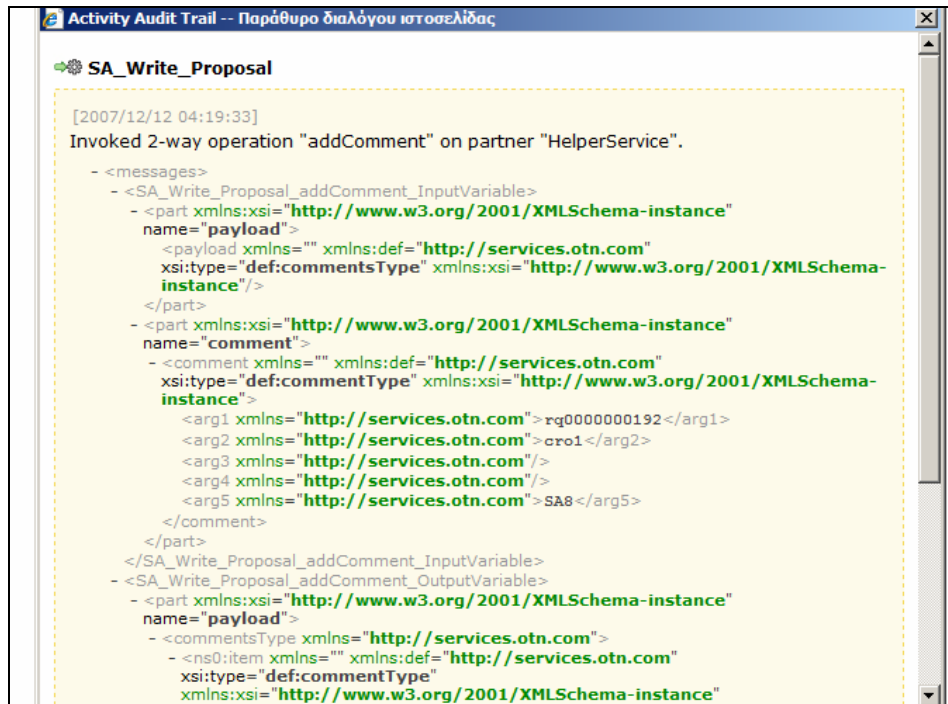 Activity Audit Trail -- Παράθυρο διαλόγου ιστοσελίδας
SA_Write_Proposal
[2007/12/12 04:19:33]
Invoked 2-way operation "addComment" on partner "HelperService".
- <messages>
- <SA_Write_Proposal_addComment_InputVariable>
- <part xmlns:xsi="http://www.w3.org/2001/XMLSchema-instance"
name="payload">
<payload xmlns="" xmlns:def="http://services.otn.com"
xsi:type="def:commentsType" xmlns:xsi="http://www.w3.org/2001/XMLSchema-
instance"/>
</part>
- <part xmlns:xsi="http://www.w3.org/2001/XMLSchema-instance"
name="comment">
- <comment xmlns="" xmlns:def="http://services.otn.com"
xsi:type="def:commentType" xmlns:xsi="http://www.w3.org/2001/XMLSchema-
instance">
<arg1 xmlns="http://services.otn.com">rq0000000192</arg1>
<arg2 xmlns="http://services.otn.com">cro1</arg2>
<arg3 xmlns="http://services.otn.com"/>
<arg4 xmlns="http://services.otn.com"/>
<arg5 xmlns="http://services.otn.com">SA8</arg5>
</comment>
</part>
</SA_Write_Proposal_addComment_InputVariable>
- <SA_Write_Proposal_addComment_OutputVariable>
- <part xmlns:xsi="http://www.w3.org/2001/XMLSchema-instance"
name="payload">
- <commentsType xmlns="http://services.otn.com">
- <ns0:item xmlns="" xmlns:def="http://services.otn.com"
xsi:type="def:commentType"
xmlns:xsi="http://www.w3.org/2001/XMLSchema-instance"